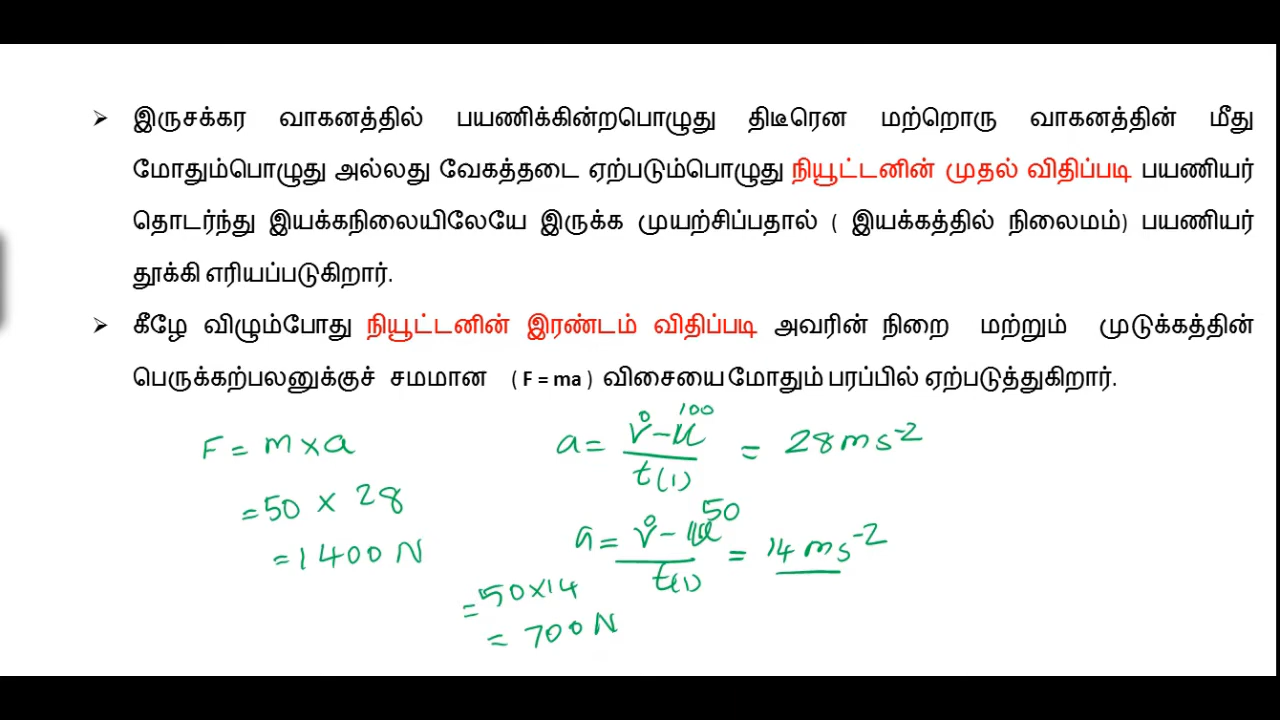 ➤ இருசக்கர வாகனத்தில் பயணிக்கின்றபொழுது திடீரென மற்றொரு வாகனத்தின் மீது
மோதும்பொழுது அல்லது வேகத்தடை ஏற்படும்பொழுது நியூட்டனின் முதல் விதிப்படி பயணியர்
தொடர்ந்து இயக்கநிலையிலேயே இருக்க முயற்சிப்பதால் ( இயக்கத்தில் நிலைமம்) பயணியர்
தூக்கி எரியப்படுகிறார்.
➤ கீழே விழும்போது நியூட்டனின் இரண்டம் விதிப்படி அவரின் நிறை மற்றும் முடுக்கத்தின்
பெருக்கற்பலனுக்குச் சமமான ( F = ma ) விசையை மோதும் பரப்பில் ஏற்படுத்துகிறார்.
F = m x a
= 50 x 28
= 1400 N
0 100
a = v - u = 28 ms⁻²
t(1)
0 50
a = v - u = 14 ms⁻²
t(1)
= 50x14
= 700 N